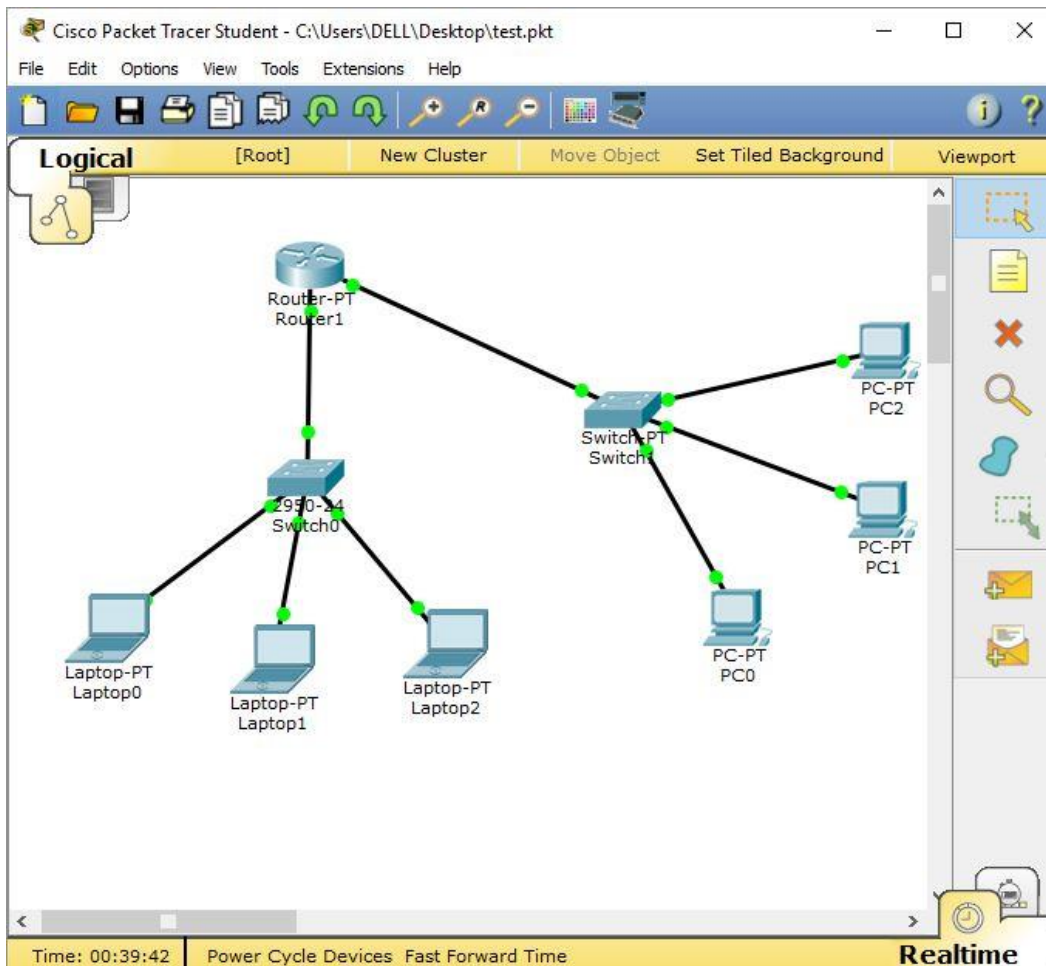 Cisco Packet Tracer Student - C:\Users\DELL\Desktop\test.pkt
File Edit Options View Tools Extensions Help
Logical [Root] New Cluster Move Object Set Tiled Background Viewport
Router-PT
Router1
PC-PT
PC2
Switch-PT
Switch1
2950-24
Switch0
PC-PT
PC1
PC-PT
PC0
Laptop-PT
Laptop0
Laptop-PT
Laptop1
Laptop-PT
Laptop2
Time: 00:39:42 Power Cycle Devices Fast Forward Time Realtime